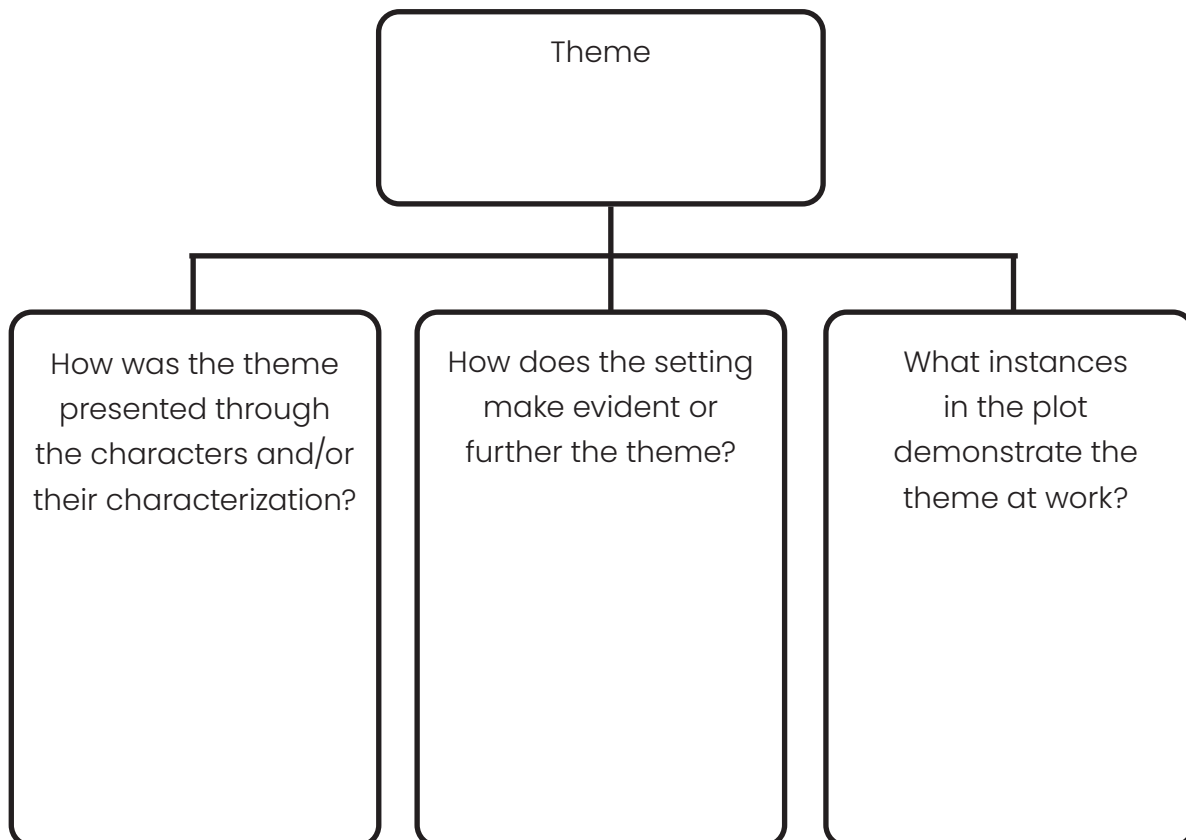 Theme
How was the theme
presented through
the characters and/or
their characterization?
How does the setting
make evident or
further the theme?
What instances
in the plot
demonstrate the
theme at work?